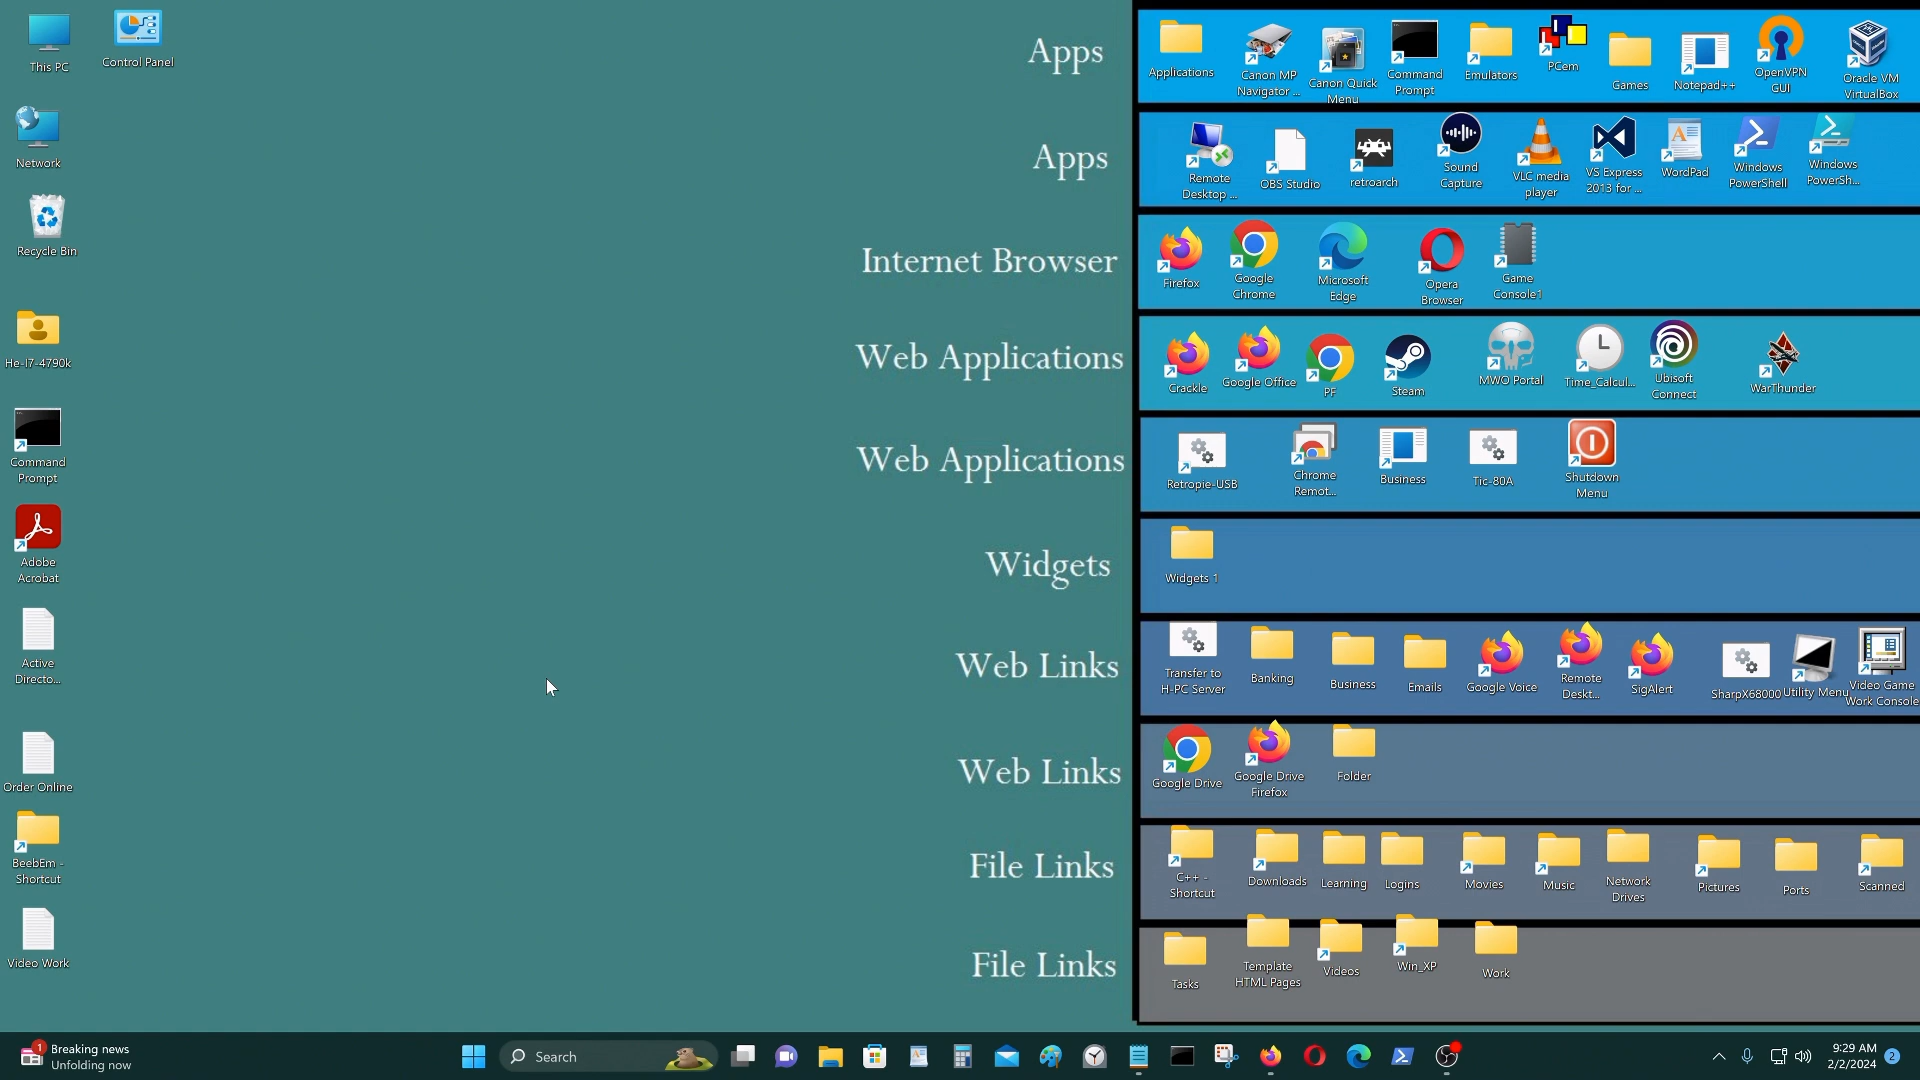 This PC
Control Panel
Network
Recycle Bin
He-I7-4790k
Command
Prompt
Adobe
Acrobat
Active
Directo...
Order Online
BeebEm -
Shortcut
Video Work
Apps
Applications
Canon MP
Navigator ...
Canon Quick
Menu
Command
Prompt
Emulators
PCem
Games
Notepad++
OpenVPN
GUI
Oracle VM
VirtualBox
Apps
Remote
Desktop ...
OBS Studio
retroarch
Sound
Capture
VLC media
player
VS Express
2013 for ...
WordPad
Windows
PowerShell
Windows
PowerSh...
Internet Browser
Firefox
Google
Chrome
Microsoft
Edge
Opera
Browser
Game
Console1
Web Applications
Crackle
Google Office
PF
Steam
MWO Portal
Time_Calcul...
Ubisoft
Connect
WarThunder
Web Applications
Retropie-USB
Chrome
Remot...
Business
Tic-80A
Shutdown
Menu
Widgets
Widgets 1
Web Links
Transfer to
H-PC Server
Banking
Business
Emails
Google Voice
Remote
Deskt...
SigAlert
SharpX68000
Utility Menu
Video Game
Work Console
Web Links
Google Drive
Google Drive
Firefox
Folder
File Links
C++ -
Shortcut
Downloads
Learning
Logins
Movies
Music
Network
Drives
Pictures
Ports
Scanned
File Links
Tasks
Template
HTML Pages
Videos
Win_XP
Work
1
Breaking news
Unfolding now
Search
9:29 AM
2/2/2024
2